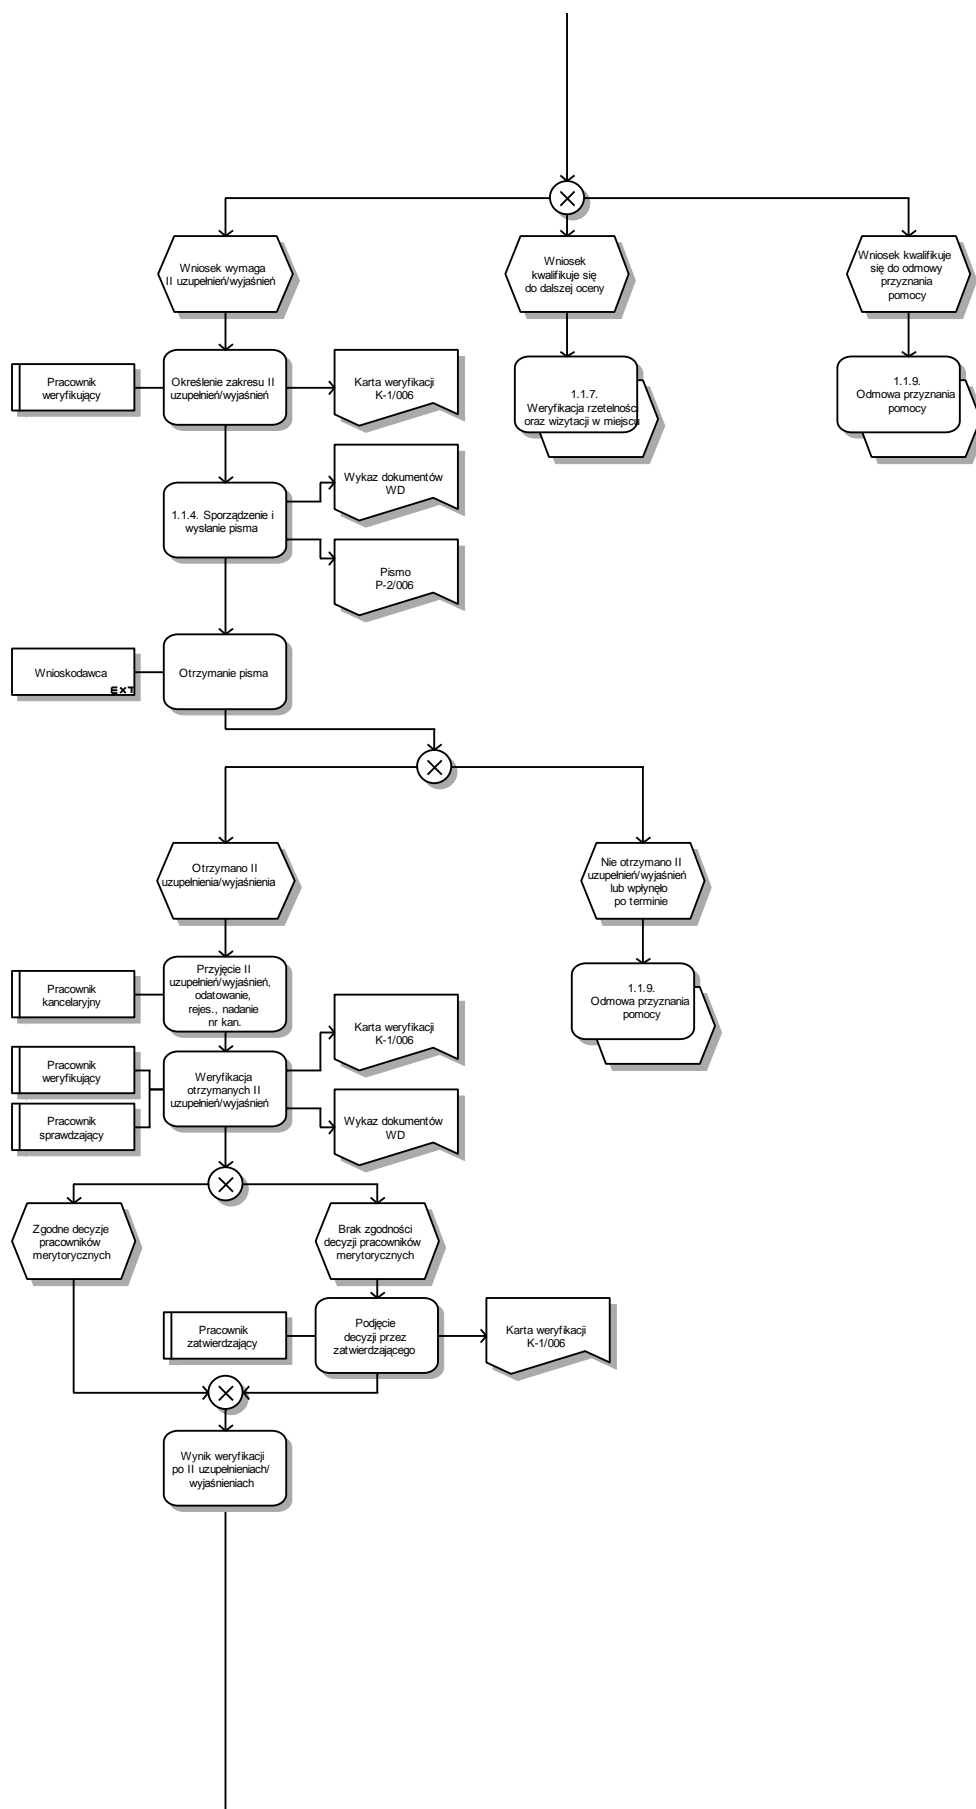 Wniosek wymaga
II uzupełnień/wyjaśnień
Wniosek
kwalifikuje się
do dalszej oceny
Wniosek kwalifikuje
się do odmowy
przyznania
pomocy
Pracownik
weryfikujący
Określenie zakresu II
uzupełnień/wyjaśnień
Karta weryfikacji
K-1/006
1.1.7.
Weryfikacja rzetelności
oraz wizytacji w miejscu
1.1.9.
Odmowa przyznania
pomocy
1.1.4. Sporządzenie i
wysłanie pisma
Wykaz dokumentów
WD
Pismo
P-2/006
Wnioskodawca
EXT
Otrzymanie pisma
Otrzymano II
uzupełnienia/wyjaśnienia
Nie otrzymano II
uzupełnień/wyjaśnień
lub wpłynęło
po terminie
Pracownik
kancelaryjny
Przyjęcie II
uzupełnień/wyjaśnień,
odatowanie,
rejes., nadanie
nr kan.
1.1.9.
Odmowa przyznania
pomocy
Karta weryfikacji
K-1/006
Pracownik
weryfikujący
Pracownik
sprawdzający
Weryfikacja
otrzymanych II
uzupełnień/wyjaśnień
Wykaz dokumentów
WD
Zgodne decyzje
pracowników
merytorycznych
Brak zgodności
decyzji pracowników
merytorycznych
Pracownik
zatwierdzający
Podjęcie
decyzji przez
zatwierdzającego
Karta weryfikacji
K-1/006
Wynik weryfikacji
po II uzupełnieniach/
wyjaśnieniach